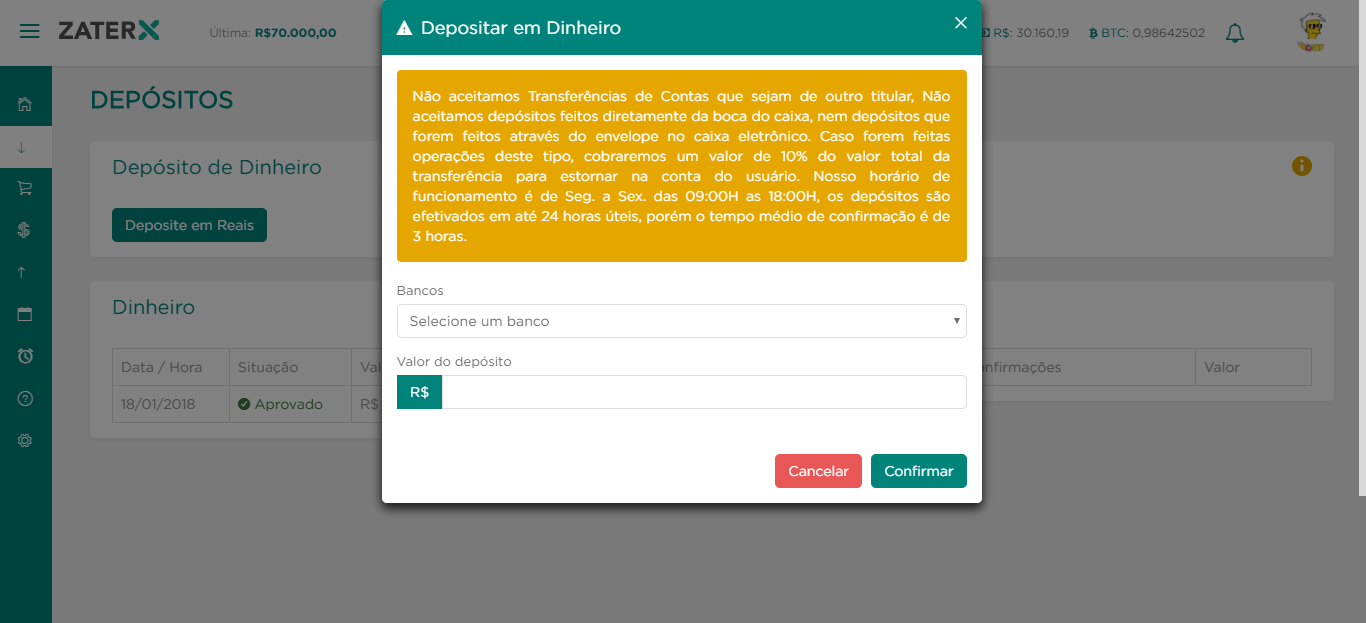 ZATERX
Última: R$70.000,00
R$: 30.160,19
BTC: 0,98642502
Depositar em Dinheiro
Não aceitamos Transferências de Contas que sejam de outro titular, Não
aceitamos depósitos feitos diretamente da boca do caixa, nem depósitos que
forem feitos através do envelope no caixa eletrônico. Caso forem feitas
operações deste tipo, cobraremos um valor de 10% do valor total da
transferência para estornar na conta do usuário. Nosso horário de
funcionamento é de Seg. a Sex. das 09:00H as 18:00H, os depósitos são
efetivados em até 24 horas úteis, porém o tempo médio de confirmação é de
3 horas.
Bancos
Selecione um banco
Valor do depósito
R$
Cancelar
Confirmar
DEPÓSITOS
Depósito de Dinheiro
Deposite em Reais
Dinheiro
Data / Hora
Situação
Val
nfirmações
Valor
18/01/2018
Aprovado
R$